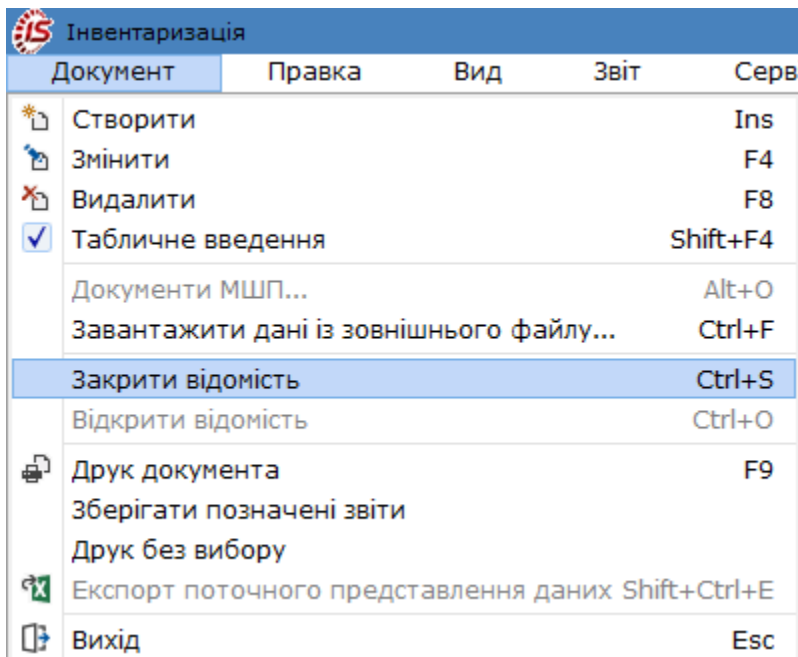 iS Інвентаризація
Документ Правка Вид Звіт Серв
Створити Ins
Змінити F4
Видалити F8
Табличне введення Shift+F4
Документи МШП... Alt+O
Завантажити дані із зовнішнього файлу... Ctrl+F
Закрити відомість Ctrl+S
Відкрити відомість Ctrl+O
Друк документа F9
Зберігати позначені звіти
Друк без вибору
Експорт поточного представлення даних Shift+Ctrl+E
Вихід Esc